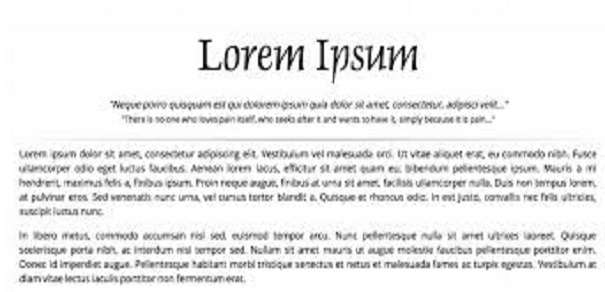 Lorem Ipsum
"Neque porro quisquam est qui dolorem ipsum quia dolor sit amet, consectetur, adipisci velit..."
"There is no one who loves pain itself, who seeks after it and wants to have it, simply because it is pain..."
Lorem ipsum dolor sit amet, consectetur adipiscing elit. Vestibulum vel malesuada orci. Ut vitae aliquet erat, eu commodo nibh. Fusce
ullamcorper odio eget luctus faucibus. Aenean lorem lacus, efficitur sit amet quam eu, bibendum pellentesque ipsum. Mauris a mi
hendrerit, maximus felis a, finibus ipsum. Proin neque augue, finibus at urna sit amet, facilisis ullamcorper nulla. Duis non tempus lorem,
at pulvinar eros. Sed venenatis nunc urna, vel cursus tortor blandit a. Quisque et rhoncus odio. In est justo, convallis nec felis ultricies,
suscipit luctus nunc.
In libero metus, commodo accumsan nisl sed, euismod tempor arcu. Nunc pellentesque nulla sit amet ultrices laoreet. Quisque
scelerisque porta nibh, ac interdum nisl tempor sed. Nullam sit amet mauris ut augue molestie faucibus pellentesque porttitor enim.
Donec id imperdiet augue. Pellentesque habitant morbi tristique senectus et netus et malesuada fames ac turpis egestas. Vestibulum at
diam vitae lectus iaculis porttitor non fermentum erat.